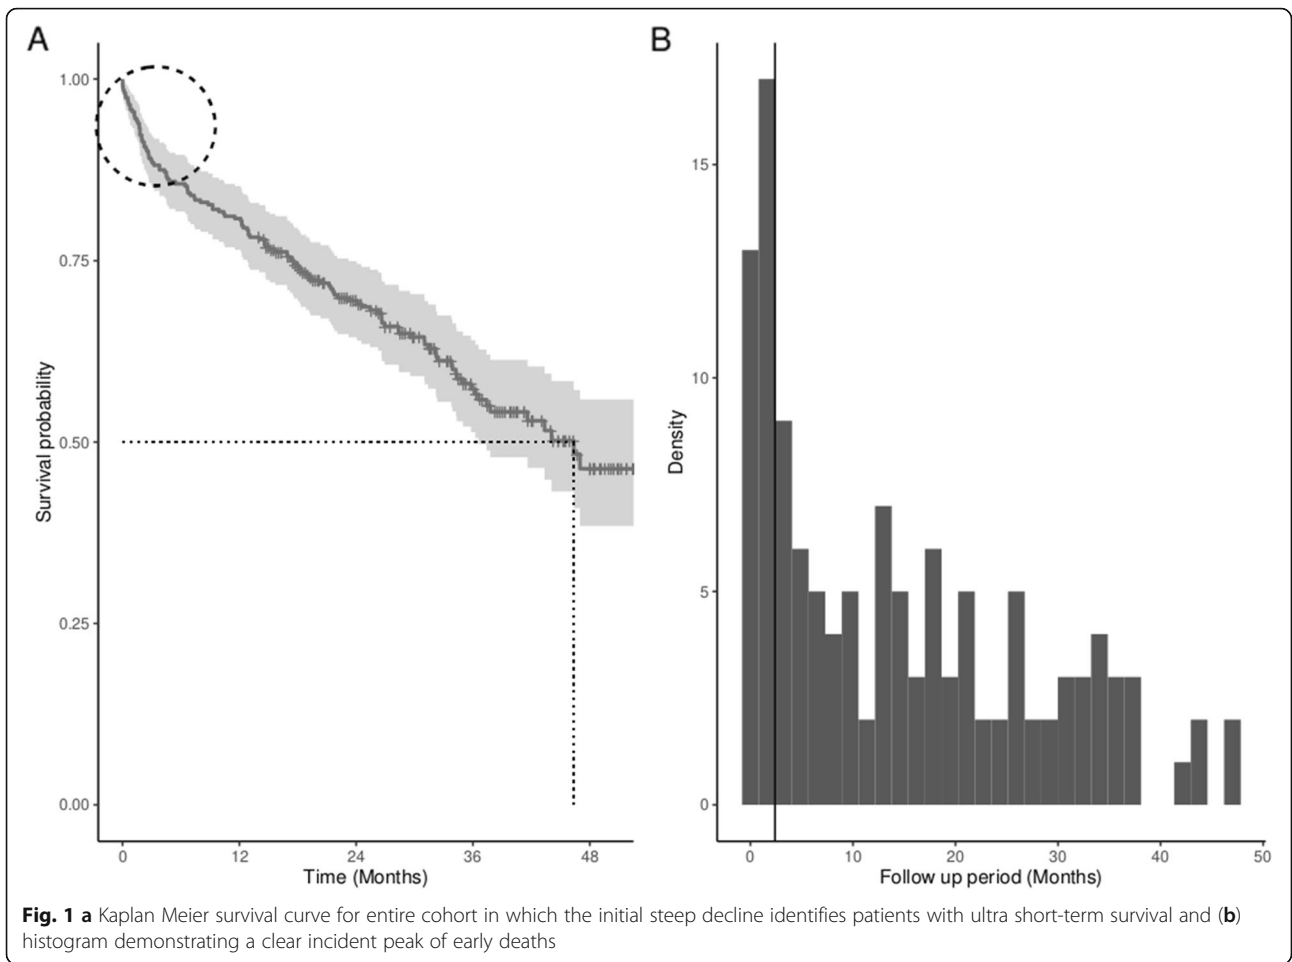 A
1.00
0.75
0.50
0.25
0.00
Survival probability
0 12 24 36 48
Time (Months)
B
15
10
5
0
Density
0 10 20 30 40 50
Follow up period (Months)
Fig. 1 a Kaplan Meier survival curve for entire cohort in which the initial steep decline identifies patients with ultra short-term survival and (b)
histogram demonstrating a clear incident peak of early deaths